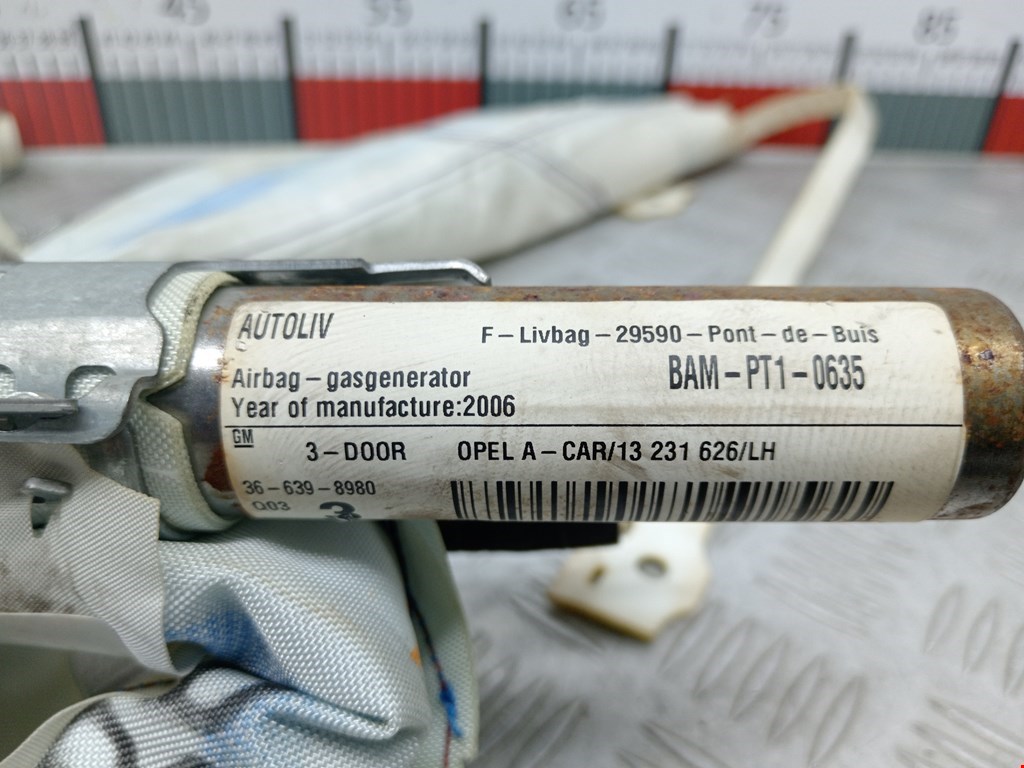 45 55 65 75 85
AUTOLIV F-Livbag-29590-Pont-de-Buis
Airbag-gasgenerator BAM-PT1-0635
Year of manufacture:2006
GM 3-DOOR OPEL A-CAR/13 231 626/LH
36-639-8980
Q03 3